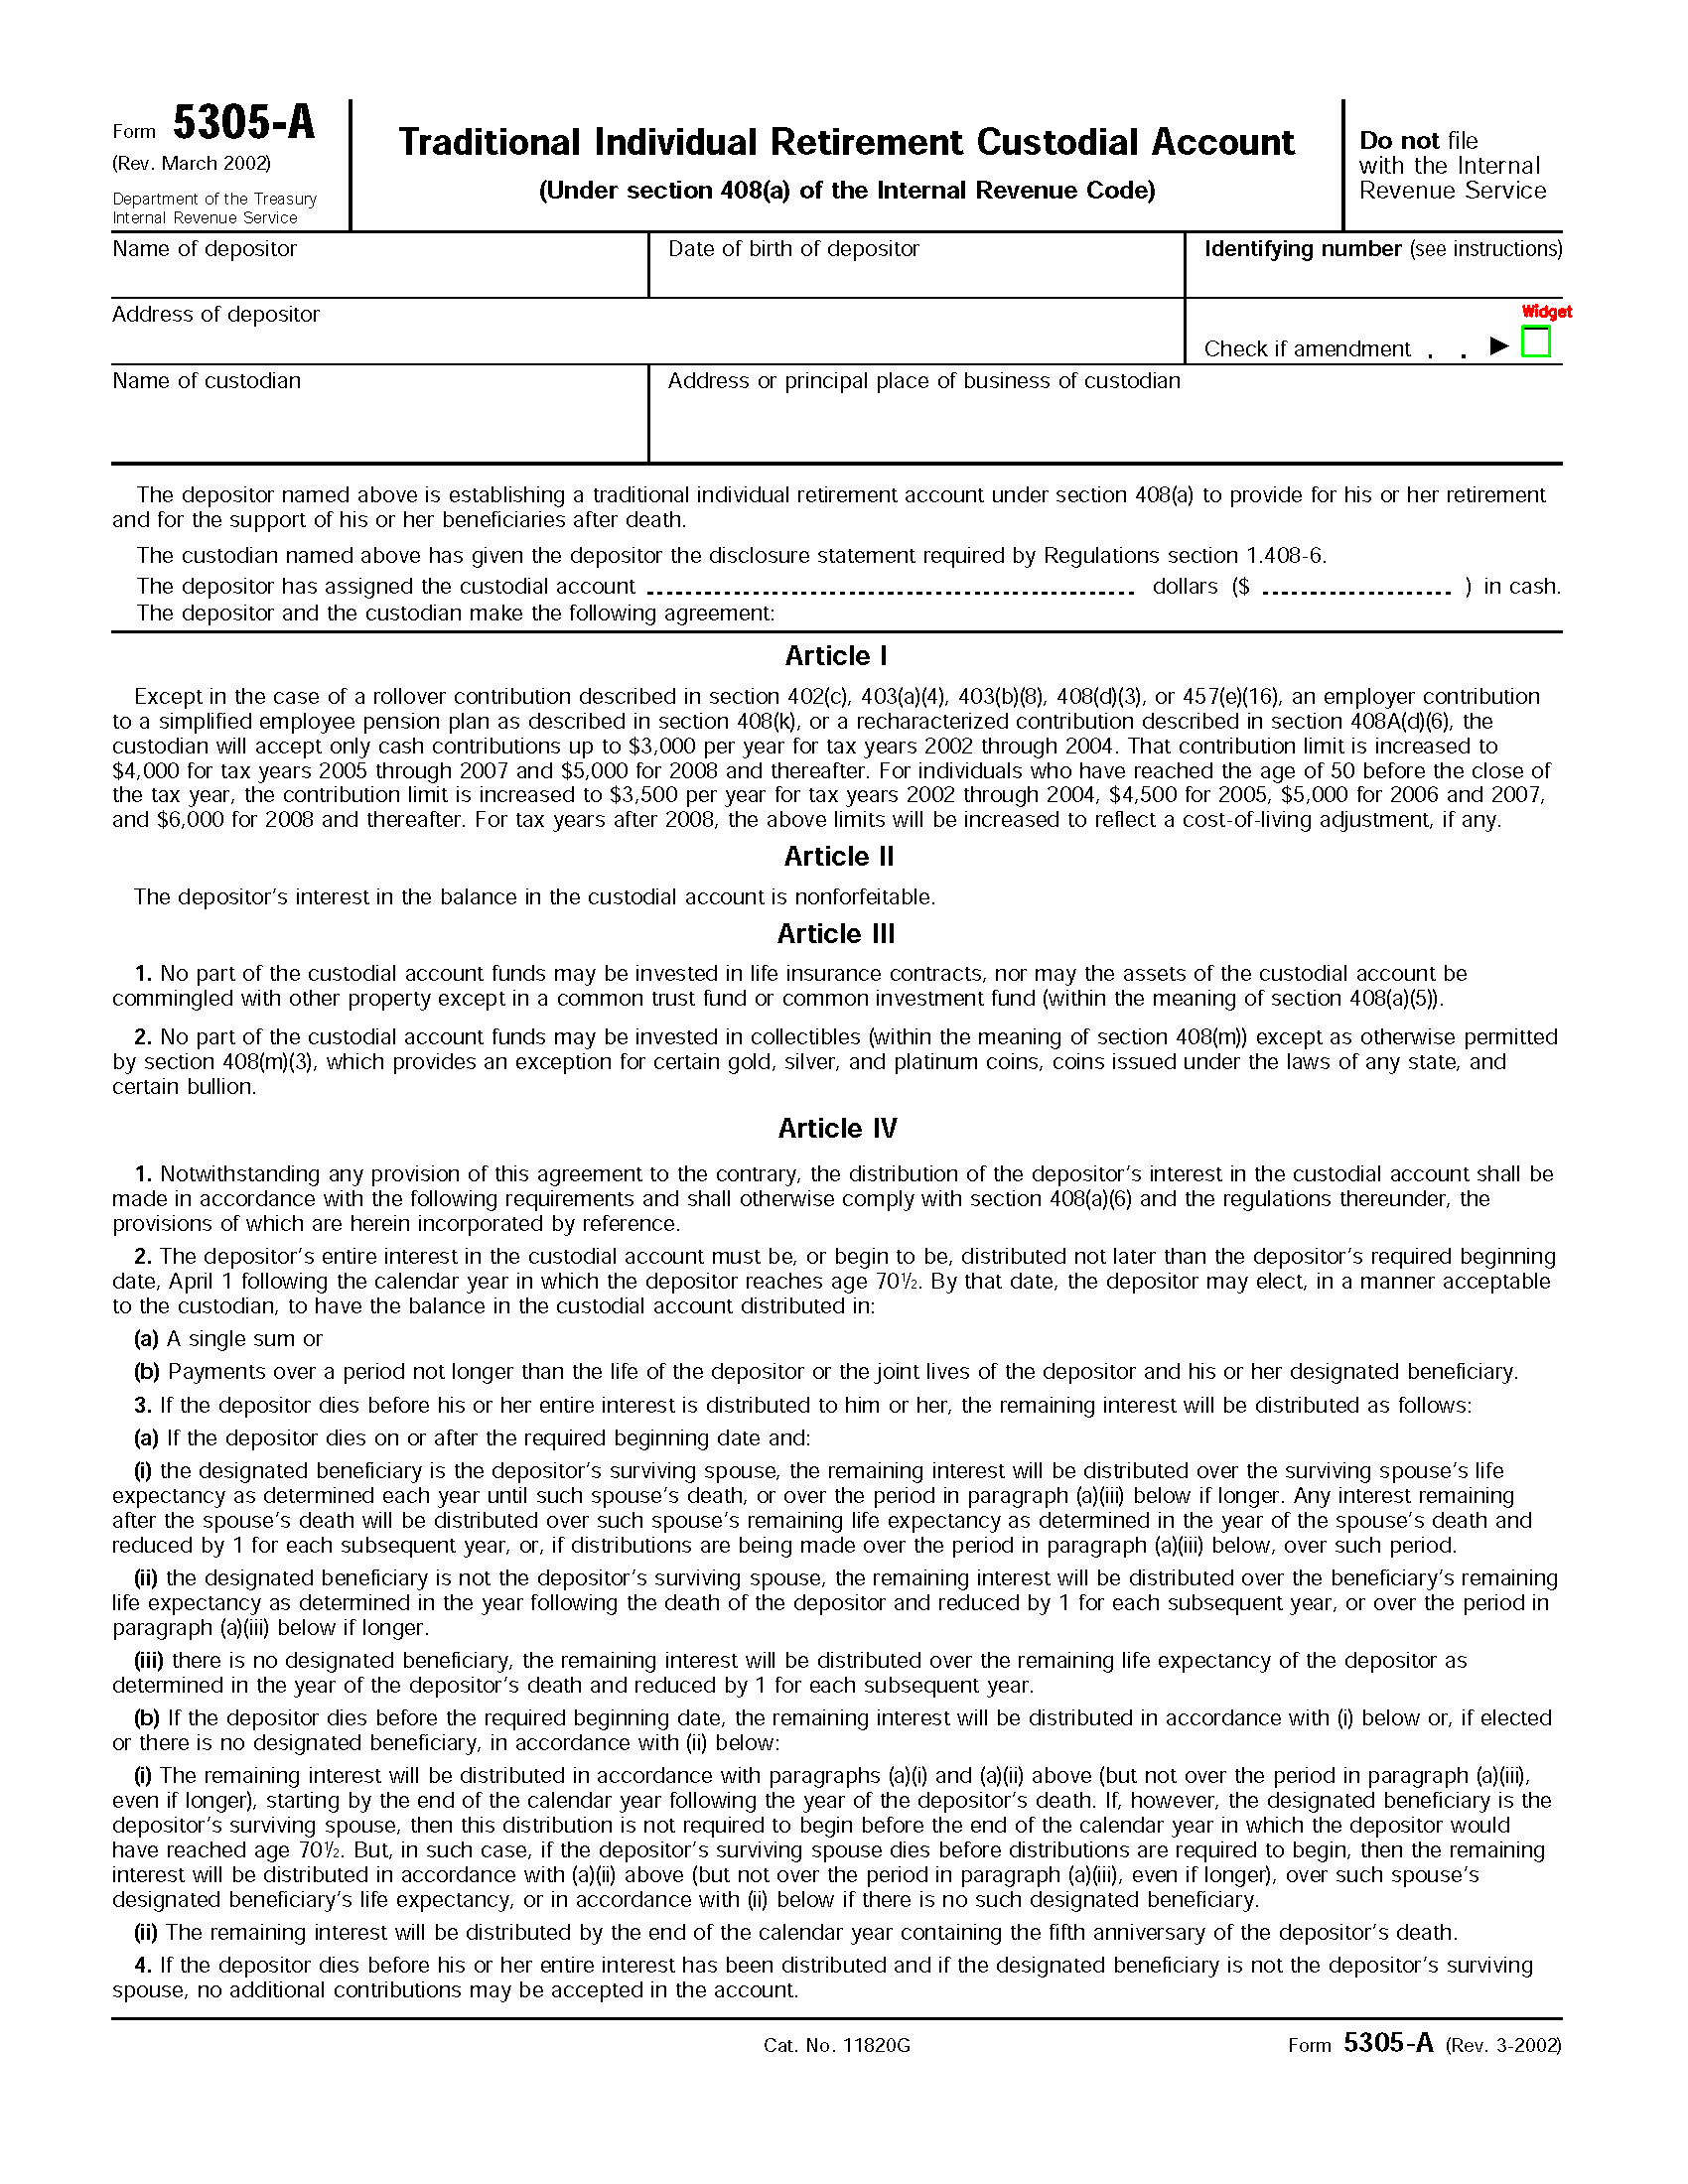 Form 5305-A
(Rev. March 2002)
Department of the Treasury
Internal Revenue Service
Traditional Individual Retirement Custodial Account
(Under section 408(a) of the Internal Revenue Code)
Do not file
with the Internal
Revenue Service
Name of depositor
Date of birth of depositor
Identifying number (see instructions)
Address of depositor
Widget
Check if amendment . . ▶
Name of custodian
Address or principal place of business of custodian
The depositor named above is establishing a traditional individual retirement account under section 408(a) to provide for his or her retirement
and for the support of his or her beneficiaries after death.
The custodian named above has given the depositor the disclosure statement required by Regulations section 1.408-6.
The depositor has assigned the custodial account dollars ($ ) in cash.
The depositor and the custodian make the following agreement:
Article I
Except in the case of a rollover contribution described in section 402(c), 403(a)(4), 403(b)(8), 408(d)(3), or 457(e)(16), an employer contribution
to a simplified employee pension plan as described in section 408(k), or a recharacterized contribution described in section 408A(d)(6), the
custodian will accept only cash contributions up to $3,000 per year for tax years 2002 through 2004. That contribution limit is increased to
$4,000 for tax years 2005 through 2007 and $5,000 for 2008 and thereafter. For individuals who have reached the age of 50 before the close of
the tax year, the contribution limit is increased to $3,500 per year for tax years 2002 through 2004, $4,500 for 2005, $5,000 for 2006 and 2007,
and $6,000 for 2008 and thereafter. For tax years after 2008, the above limits will be increased to reflect a cost-of-living adjustment, if any.
Article II
The depositor's interest in the balance in the custodial account is nonforfeitable.
Article III
1. No part of the custodial account funds may be invested in life insurance contracts, nor may the assets of the custodial account be
commingled with other property except in a common trust fund or common investment fund (within the meaning of section 408(a)(5)).
2. No part of the custodial account funds may be invested in collectibles (within the meaning of section 408(m)) except as otherwise permitted
by section 408(m)(3), which provides an exception for certain gold, silver, and platinum coins, coins issued under the laws of any state, and
certain bullion.
Article IV
1. Notwithstanding any provision of this agreement to the contrary, the distribution of the depositor's interest in the custodial account shall be
made in accordance with the following requirements and shall otherwise comply with section 408(a)(6) and the regulations thereunder, the
provisions of which are herein incorporated by reference.
2. The depositor's entire interest in the custodial account must be, or begin to be, distributed not later than the depositor's required beginning
date, April 1 following the calendar year in which the depositor reaches age 70½. By that date, the depositor may elect, in a manner acceptable
to the custodian, to have the balance in the custodial account distributed in:
(a) A single sum or
(b) Payments over a period not longer than the life of the depositor or the joint lives of the depositor and his or her designated beneficiary.
3. If the depositor dies before his or her entire interest is distributed to him or her, the remaining interest will be distributed as follows:
(a) If the depositor dies on or after the required beginning date and:
(i) the designated beneficiary is the depositor's surviving spouse, the remaining interest will be distributed over the surviving spouse's life
expectancy as determined each year until such spouse's death, or over the period in paragraph (a)(iii) below if longer. Any interest remaining
after the spouse's death will be distributed over such spouse's remaining life expectancy as determined in the year of the spouse's death and
reduced by 1 for each subsequent year, or, if distributions are being made over the period in paragraph (a)(iii) below, over such period.
(ii) the designated beneficiary is not the depositor's surviving spouse, the remaining interest will be distributed over the beneficiary's remaining
life expectancy as determined in the year following the death of the depositor and reduced by 1 for each subsequent year, or over the period in
paragraph (a)(iii) below if longer.
(iii) there is no designated beneficiary, the remaining interest will be distributed over the remaining life expectancy of the depositor as
determined in the year of the depositor's death and reduced by 1 for each subsequent year.
(b) If the depositor dies before the required beginning date, the remaining interest will be distributed in accordance with (i) below or, if elected
or there is no designated beneficiary, in accordance with (ii) below:
(i) The remaining interest will be distributed in accordance with paragraphs (a)(i) and (a)(ii) above (but not over the period in paragraph (a)(iii),
even if longer), starting by the end of the calendar year following the year of the depositor's death. If, however, the designated beneficiary is the
depositor's surviving spouse, then this distribution is not required to begin before the end of the calendar year in which the depositor would
have reached age 70½. But, in such case, if the depositor's surviving spouse dies before distributions are required to begin, then the remaining
interest will be distributed in accordance with (a)(ii) above (but not over the period in paragraph (a)(iii), even if longer), over such spouse's
designated beneficiary's life expectancy, or in accordance with (ii) below if there is no such designated beneficiary.
(ii) The remaining interest will be distributed by the end of the calendar year containing the fifth anniversary of the depositor's death.
4. If the depositor dies before his or her entire interest has been distributed and if the designated beneficiary is not the depositor's surviving
spouse, no additional contributions may be accepted in the account.
Cat. No. 11820G
Form 5305-A (Rev. 3-2002)